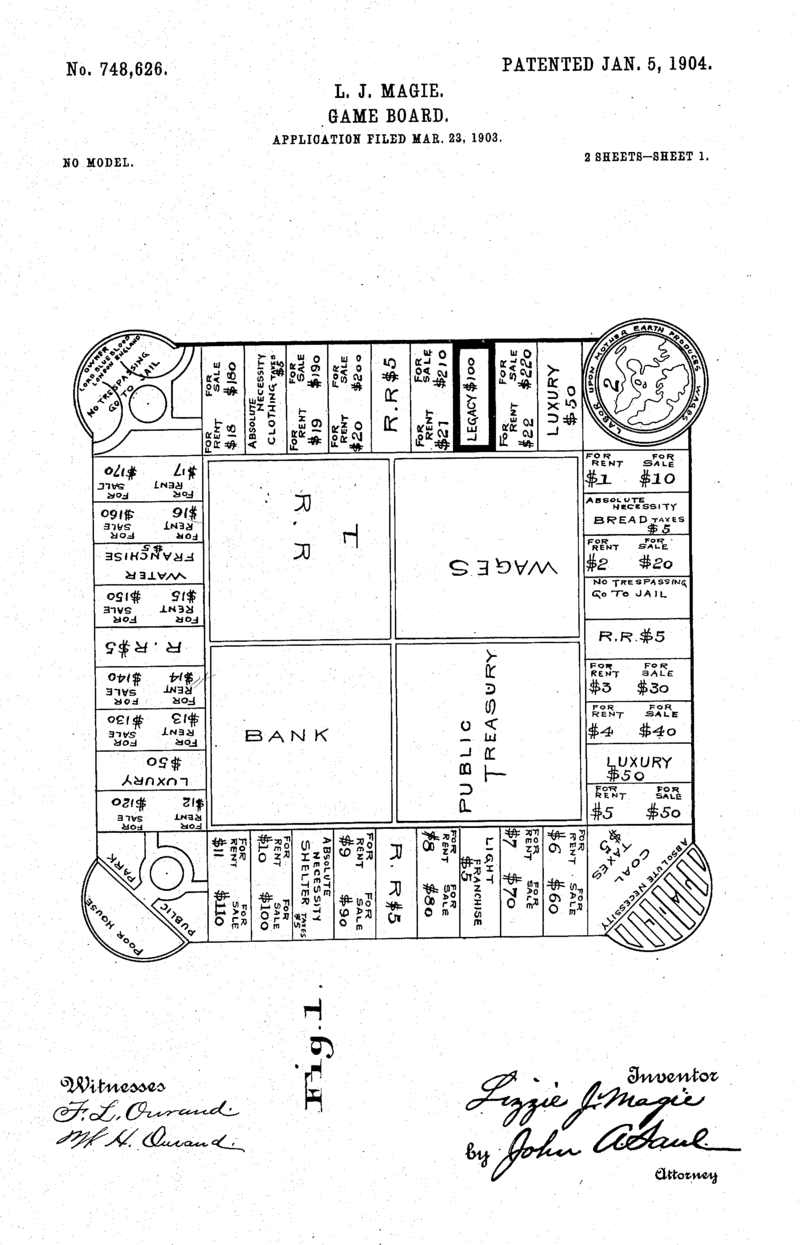 No. 748,626.
PATENTED JAN. 5, 1904.
L. J. MAGIE.
GAME BOARD.
APPLICATION FILED MAR. 23, 1903.
NO MODEL.
2 SHEETS—SHEET 1.
OWNER
LORD BLUE BLOOD
LONDON ENGLAND
NO TRESPASSING
GO TO JAIL
FOR RENT $18
FOR SALE $180
ABSOLUTE
NECESSITY
CLOTHING TAXES
$5
FOR RENT $19
FOR SALE $190
FOR RENT $20
FOR SALE $200
R.R $5
FOR RENT $21
FOR SALE $210
LEGACY $100
FOR RENT $22
FOR SALE $220
LUXURY
$50
LABOR UPON MOTHER EARTH PRODUCES WAGES
2
FOR RENT $1
FOR SALE $10
ABSOLUTE
NECESSITY
BREAD TAXES
$5
FOR RENT $2
FOR SALE $20
NO TRESPASSING
GO TO JAIL
R.R. $5
FOR RENT $3
FOR SALE $30
FOR RENT $4
FOR SALE $40
LUXURY
$50
FOR RENT $5
FOR SALE $50
ABSOLUTE NECESSITY
COAL
TAXES
$5
JAIL
FOR RENT $6
FOR SALE $60
FOR RENT $7
FOR SALE $70
LIGHT
FRANCHISE
$5
FOR RENT $8
FOR SALE $80
R. R $5
FOR RENT $9
FOR SALE $90
ABSOLUTE
NECESSITY
SHELTER TAXES
$5
FOR RENT $10
FOR SALE $100
FOR RENT $11
FOR SALE $110
POOR HOUSE
PUBLIC
PARK
FOR RENT $12
FOR SALE $120
LUXURY
$50
FOR RENT $13
FOR SALE $130
FOR RENT $14
FOR SALE $140
R.R $5
FOR RENT $15
FOR SALE $150
WATER
FRANCHISE
$5
FOR RENT $16
FOR SALE $160
FOR RENT $17
FOR SALE $170
R.R
T
WAGES
BANK
PUBLIC
TREASURY
Fig. 1.
Witnesses
F. L. Ourand.
H. Ourand.
Inventor
Lizzie J. Magie
by John A Saul
Attorney